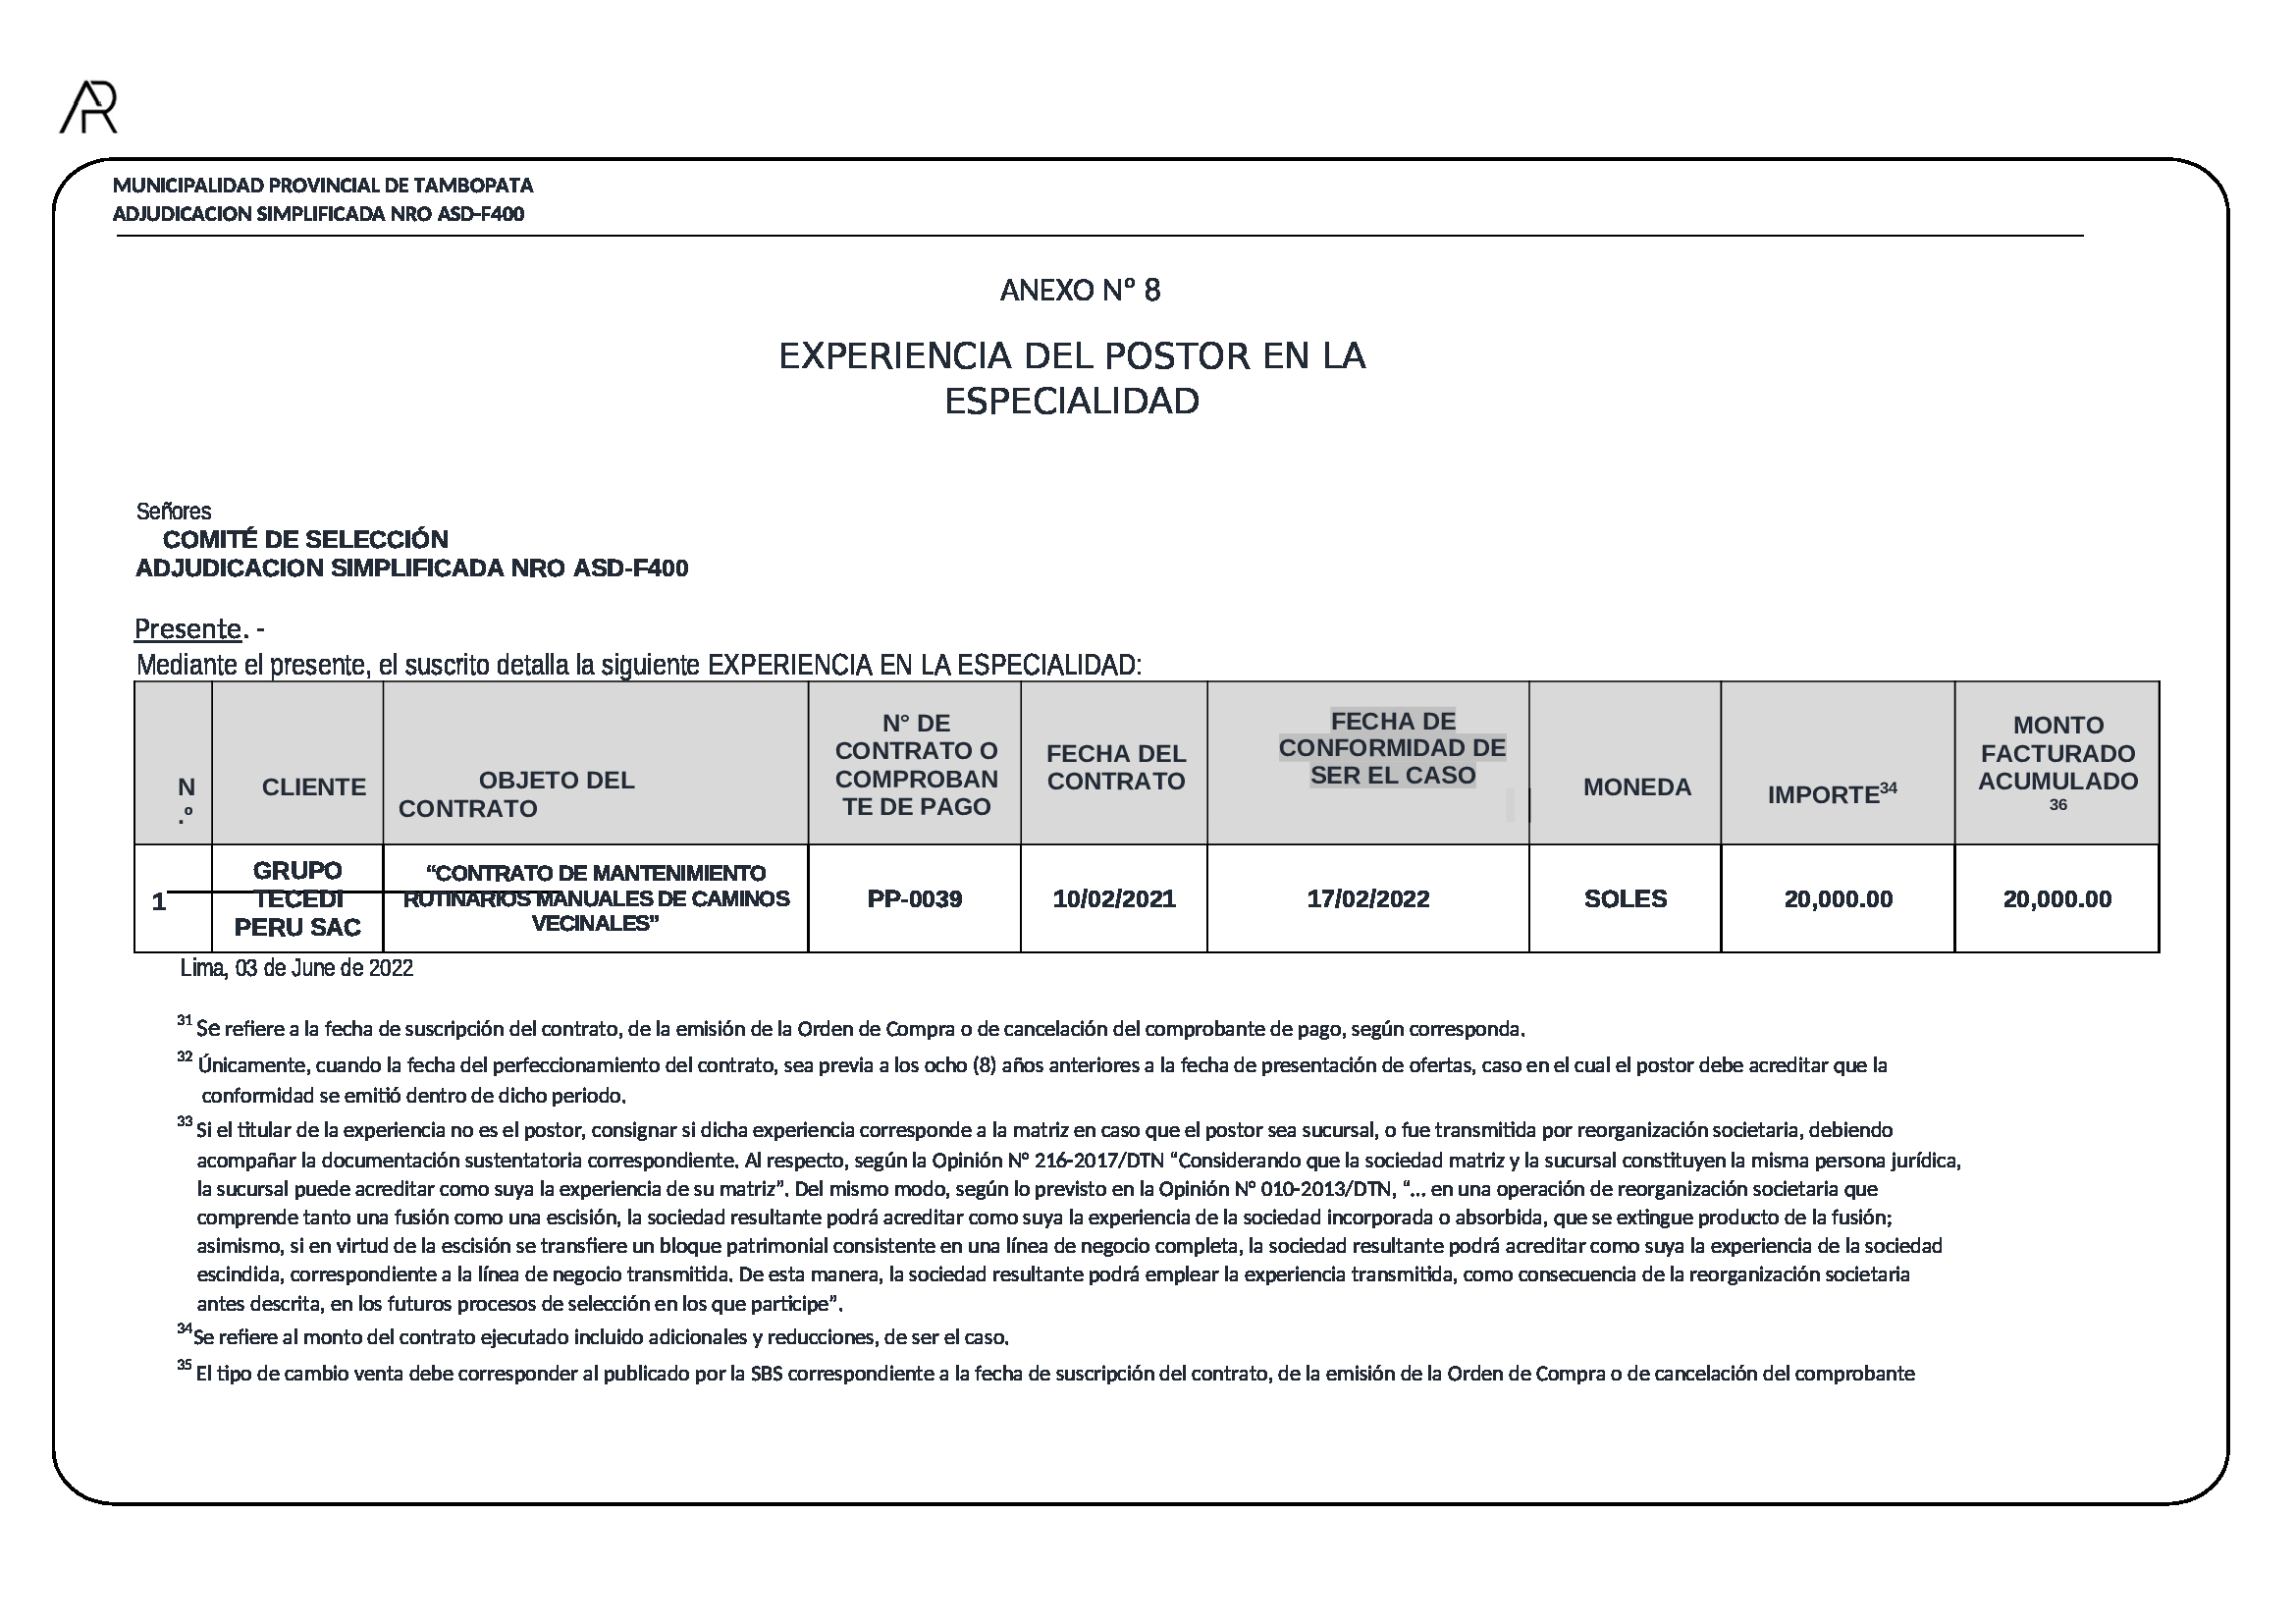 AR
MUNICIPALIDAD PROVINCIAL DE TAMBOPATA
ADJUDICACION SIMPLIFICADA NRO ASD-F400
ANEXO Nº 8
EXPERIENCIA DEL POSTOR EN LA
ESPECIALIDAD
Señores
COMITÉ DE SELECCIÓN
ADJUDICACION SIMPLIFICADA NRO ASD-F400
Presente. -
Mediante el presente, el suscrito detalla la siguiente EXPERIENCIA EN LA ESPECIALIDAD:
N
.º
CLIENTE
OBJETO DEL
CONTRATO
N° DE
CONTRATO O
COMPROBAN
TE DE PAGO
FECHA DEL
CONTRATO
FECHA DE
CONFORMIDAD DE
SER EL CASO
MONEDA
IMPORTE34
MONTO
FACTURADO
ACUMULADO
36
1
GRUPO
TECEDI
PERU SAC
“CONTRATO DE MANTENIMIENTO
RUTINARIOS MANUALES DE CAMINOS
VECINALES”
PP-0039
10/02/2021
17/02/2022
SOLES
20,000.00
20,000.00
Lima, 03 de June de 2022
31 Se refiere a la fecha de suscripción del contrato, de la emisión de la Orden de Compra o de cancelación del comprobante de pago, según corresponda.
32 Únicamente, cuando la fecha del perfeccionamiento del contrato, sea previa a los ocho (8) años anteriores a la fecha de presentación de ofertas, caso en el cual el postor debe acreditar que la
conformidad se emitió dentro de dicho periodo.
33 Si el titular de la experiencia no es el postor, consignar si dicha experiencia corresponde a la matriz en caso que el postor sea sucursal, o fue transmitida por reorganización societaria, debiendo
acompañar la documentación sustentatoria correspondiente. Al respecto, según la Opinión Nº 216-2017/DTN “Considerando que la sociedad matriz y la sucursal constituyen la misma persona jurídica,
la sucursal puede acreditar como suya la experiencia de su matriz”. Del mismo modo, según lo previsto en la Opinión Nº 010-2013/DTN, “... en una operación de reorganización societaria que
comprende tanto una fusión como una escisión, la sociedad resultante podrá acreditar como suya la experiencia de la sociedad incorporada o absorbida, que se extingue producto de la fusión;
asimismo, si en virtud de la escisión se transfiere un bloque patrimonial consistente en una línea de negocio completa, la sociedad resultante podrá acreditar como suya la experiencia de la sociedad
escindida, correspondiente a la línea de negocio transmitida. De esta manera, la sociedad resultante podrá emplear la experiencia transmitida, como consecuencia de la reorganización societaria
antes descrita, en los futuros procesos de selección en los que participe”.
34Se refiere al monto del contrato ejecutado incluido adicionales y reducciones, de ser el caso.
35 El tipo de cambio venta debe corresponder al publicado por la SBS correspondiente a la fecha de suscripción del contrato, de la emisión de la Orden de Compra o de cancelación del comprobante